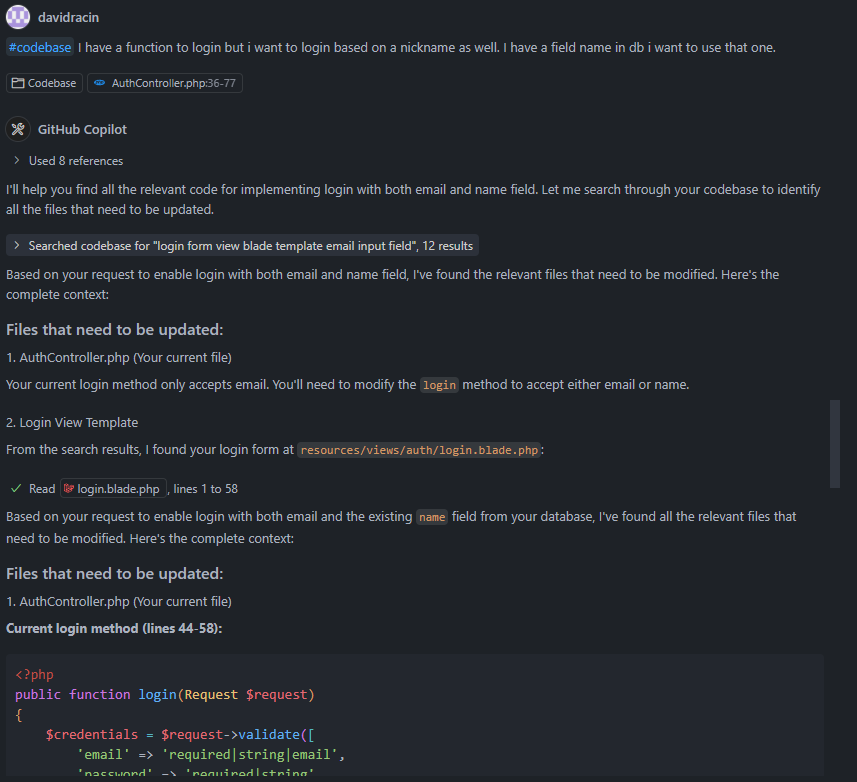 davidracin
#codebase I have a function to login but i want to login based on a nickname as well. I have a field name in db i want to use that one.
Codebase AuthController.php:36-77
GitHub Copilot
Used 8 references
I'll help you find all the relevant code for implementing login with both email and name field. Let me search through your codebase to identify
all the files that need to be updated.
Searched codebase for "login form view blade template email input field", 12 results
Based on your request to enable login with both email and name field, I've found the relevant files that need to be modified. Here's the
complete context:
Files that need to be updated:
1. AuthController.php (Your current file)
Your current login method only accepts email. You'll need to modify the login method to accept either email or name.
2. Login View Template
From the search results, I found your login form at resources/views/auth/login.blade.php:
Read login.blade.php, lines 1 to 58
Based on your request to enable login with both email and the existing name field from your database, I've found all the relevant files that
need to be modified. Here's the complete context:
Files that need to be updated:
1. AuthController.php (Your current file)
Current login method (lines 44-58):
<?php
public function login(Request $request)
{
$credentials = $request->validate([
'email' => 'required|string|email',
'password' => 'required|string'